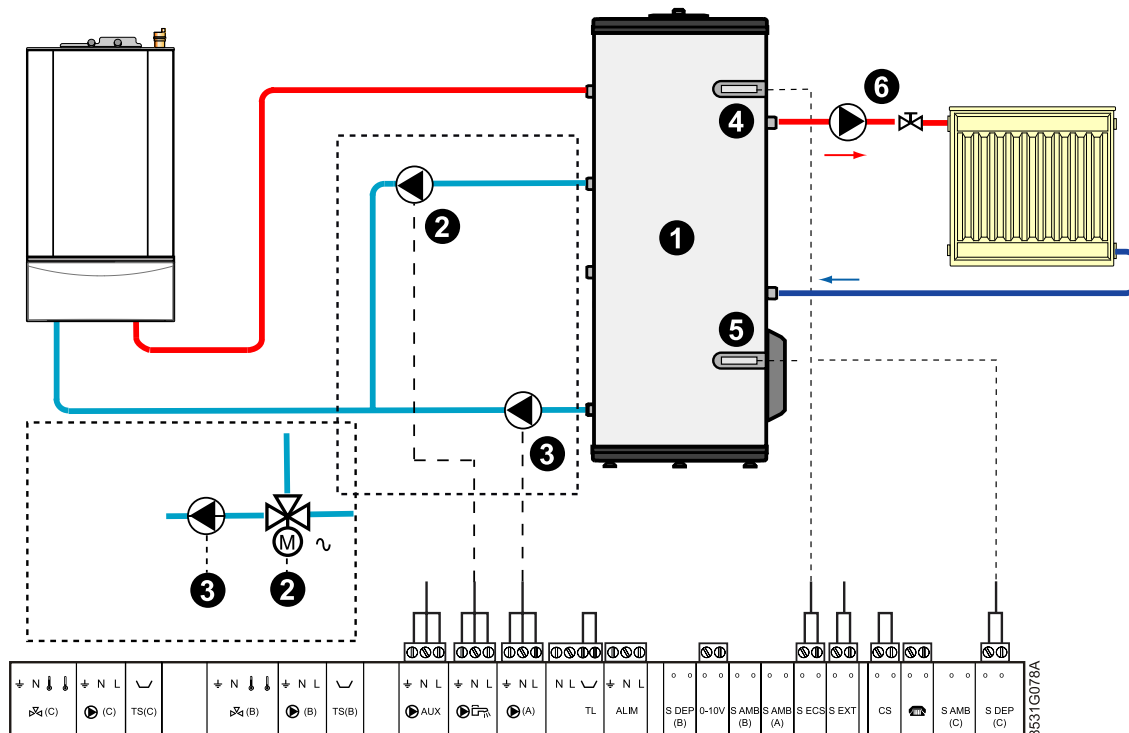 6
4
2
1
5
3
M
3
2
N
(C)
N L
(C)
TS(C)
N
(B)
N L
(B)
TS(B)
N L
AUX
N L
N L
(A)
N L
TL
N L
ALIM
S DEP
(B)
0-10V
S AMB
(B)
S AMB
(A)
S ECS
S EXT
CS
S AMB
(C)
S DEP
(C)
8531G078A